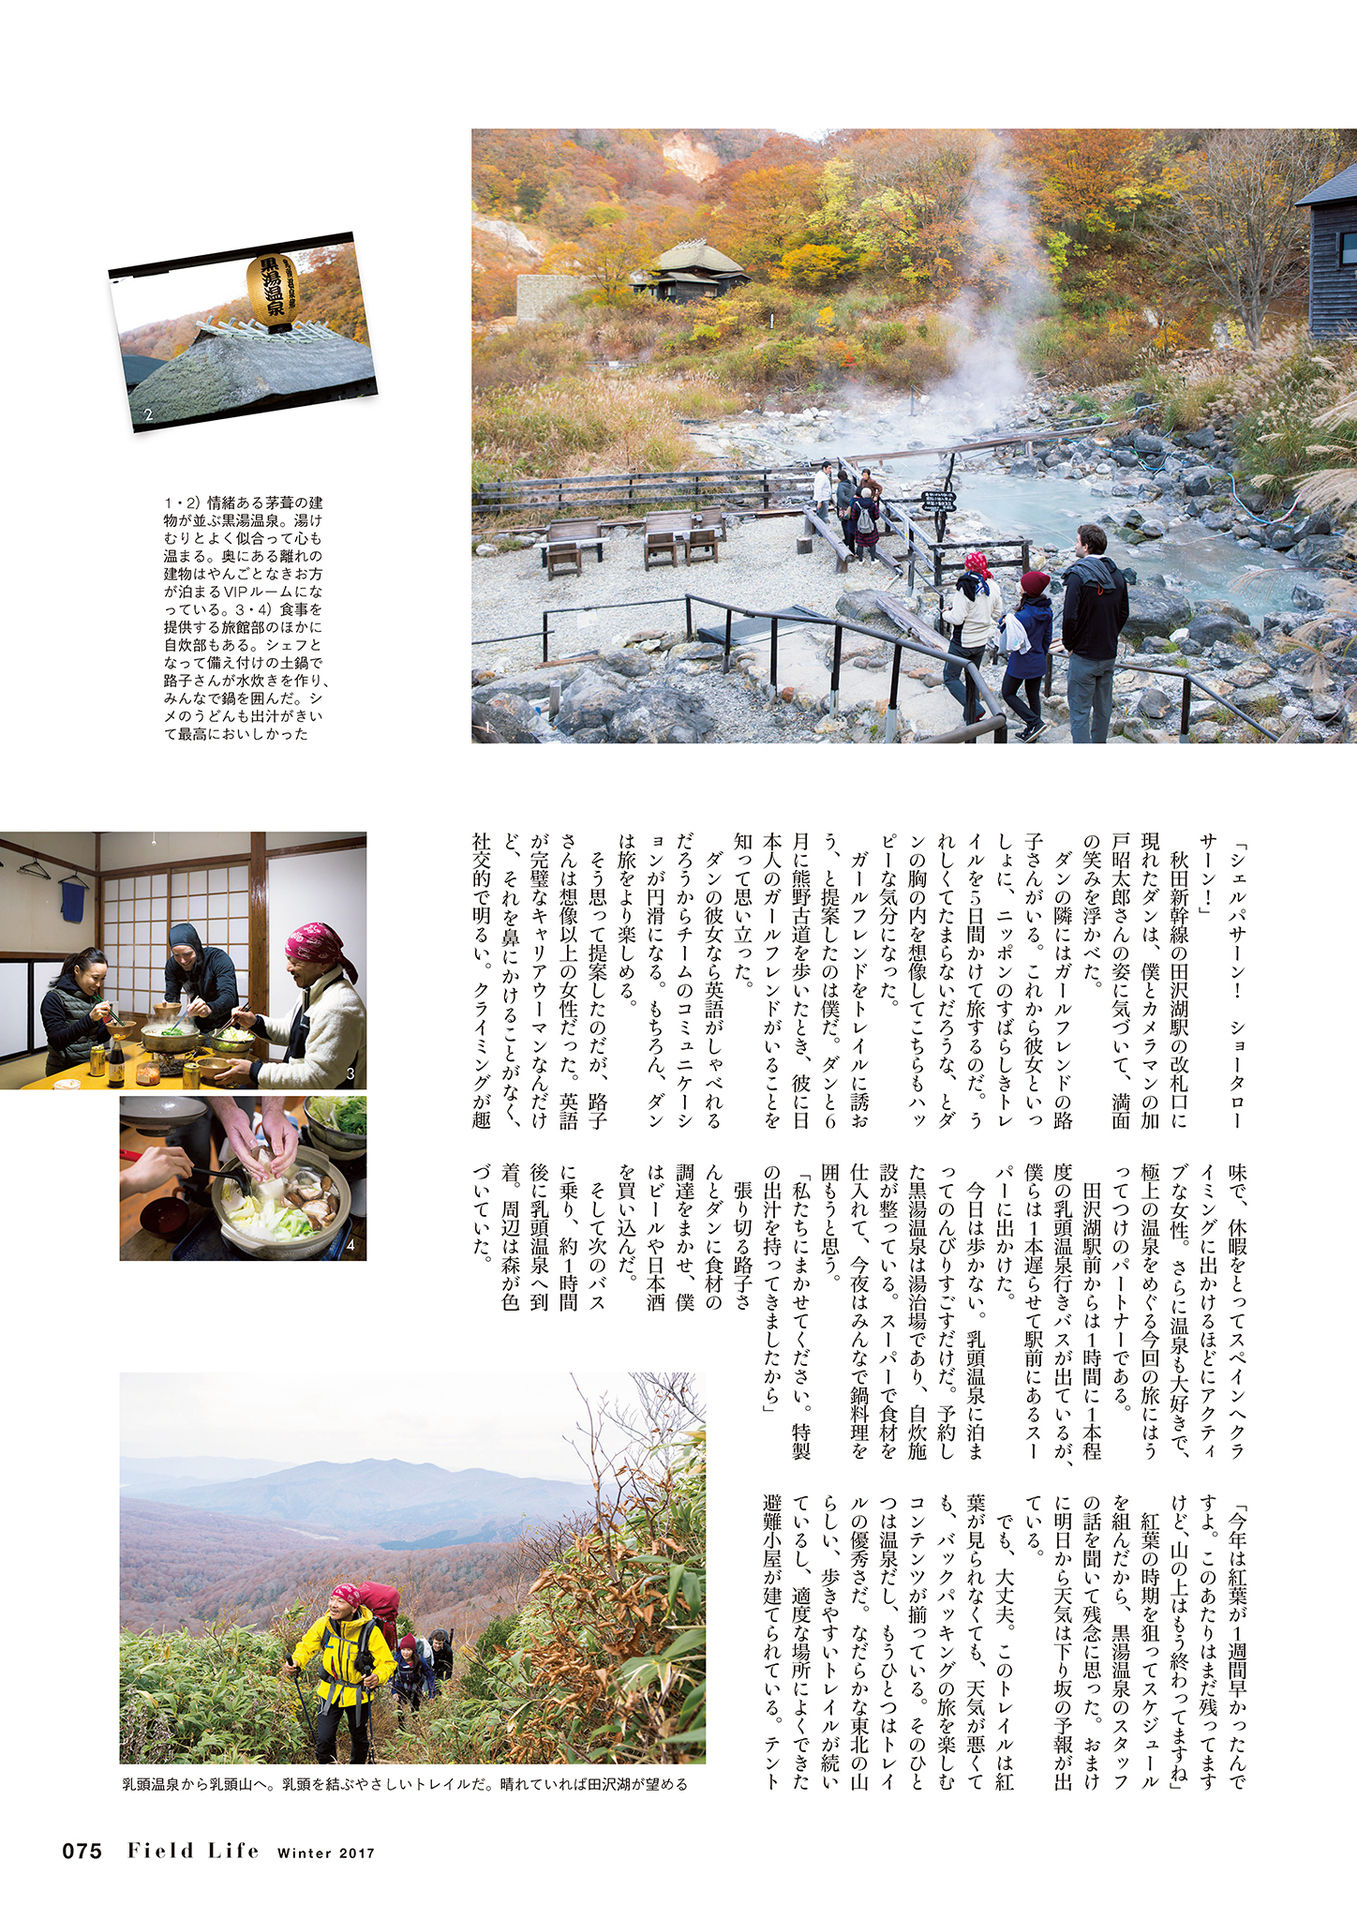 黒湯温泉
2
1・2）情緒ある茅葺の建
物が並ぶ黒湯温泉。湯け
むりとよく似合って心も
温まる。奥にある離れの
建物はやんごとなきお方
が泊まるVIPルームにな
っている。3・4）食事を
提供する旅館部のほかに
自炊部もある。シェフと
なって備え付けの土鍋で
路子さんが水炊きを作り、
みんなで鍋を囲んだ。シ
メのうどんも出汁がきい
て最高においしかった
1
3
4
「シェルパサーン！　ショータロー
サーン！」
　秋田新幹線の田沢湖駅の改札口に
現れたダンは、僕とカメラマンの加
戸昭太郎さんの姿に気づいて、満面
の笑みを浮かべた。
　ダンの隣にはガールフレンドの路
子さんがいる。これから彼女といっ
しょに、ニッポンのすばらしきトレ
イルを5日間かけて旅するのだ。う
れしくてたまらないだろうな、とダ
ンの胸の内を想像してこちらもハッ
ピーな気分になった。
　ガールフレンドをトレイルに誘お
う、と提案したのは僕だ。ダンと6
月に熊野古道を歩いたとき、彼に日
本人のガールフレンドがいることを
知って思い立った。
　ダンの彼女なら英語がしゃべれる
だろうからチームのコミュニケーシ
ョンが円滑になる。もちろん、ダン
は旅をより楽しめる。
　そう思って提案したのだが、路子
さんは想像以上の女性だった。英語
が完璧なキャリアウーマンなんだけ
ど、それを鼻にかけることがなく、
社交的で明るい。クライミングが趣
味で、休暇をとってスペインへクラ
イミングに出かけるほどにアクティ
ブな女性。さらに温泉も大好きで、
極上の温泉をめぐる今回の旅にはう
ってつけのパートナーである。
　田沢湖駅前からは1時間に1本程
度の乳頭温泉行きバスが出ているが、
僕らは1本遅らせて駅前にあるスー
パーに出かけた。
　今日は歩かない。乳頭温泉に泊ま
ってのんびりすごすだけだ。予約し
た黒湯温泉は湯治場であり、自炊施
設が整っている。スーパーで食材を
仕入れて、今夜はみんなで鍋料理を
囲もうと思う。
「私たちにまかせてください。特製
の出汁を持ってきましたから」
　張り切る路子さ
んとダンに食材の
調達をまかせ、僕
はビールや日本酒
を買い込んだ。
　そして次のバス
に乗り、約1時間
後に乳頭温泉へ到
着。周辺は森が色
づいていた。
「今年は紅葉が1週間早かったんで
すよ。このあたりはまだ残ってます
けど、山の上はもう終わってますね」
　紅葉の時期を狙ってスケジュール
を組んだから、黒湯温泉のスタッフ
の話を聞いて残念に思った。おまけ
に明日から天気は下り坂の予報が出
ている。
　でも、大丈夫。このトレイルは紅
葉が見られなくても、天気が悪くて
も、バックパッキングの旅を楽しむ
コンテンツが揃っている。そのひと
つは温泉だし、もうひとつはトレイ
ルの優秀さだ。なだらかな東北の山
らしい、歩きやすいトレイルが続い
ているし、適度な場所によくできた
避難小屋が建てられている。テント
乳頭温泉から乳頭山へ。乳頭を結ぶやさしいトレイルだ。晴れていれば田沢湖が望める
075 Field Life Winter 2017